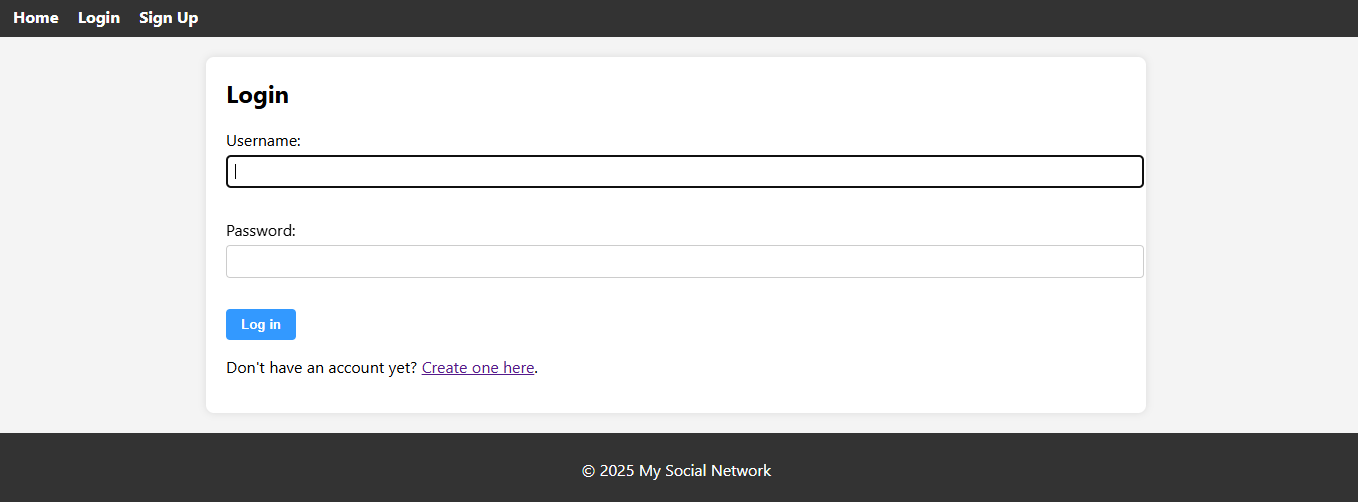 Home Login Sign Up
Login
Username:
Password:
Log in
Don't have an account yet? Create one here.
© 2025 My Social Network